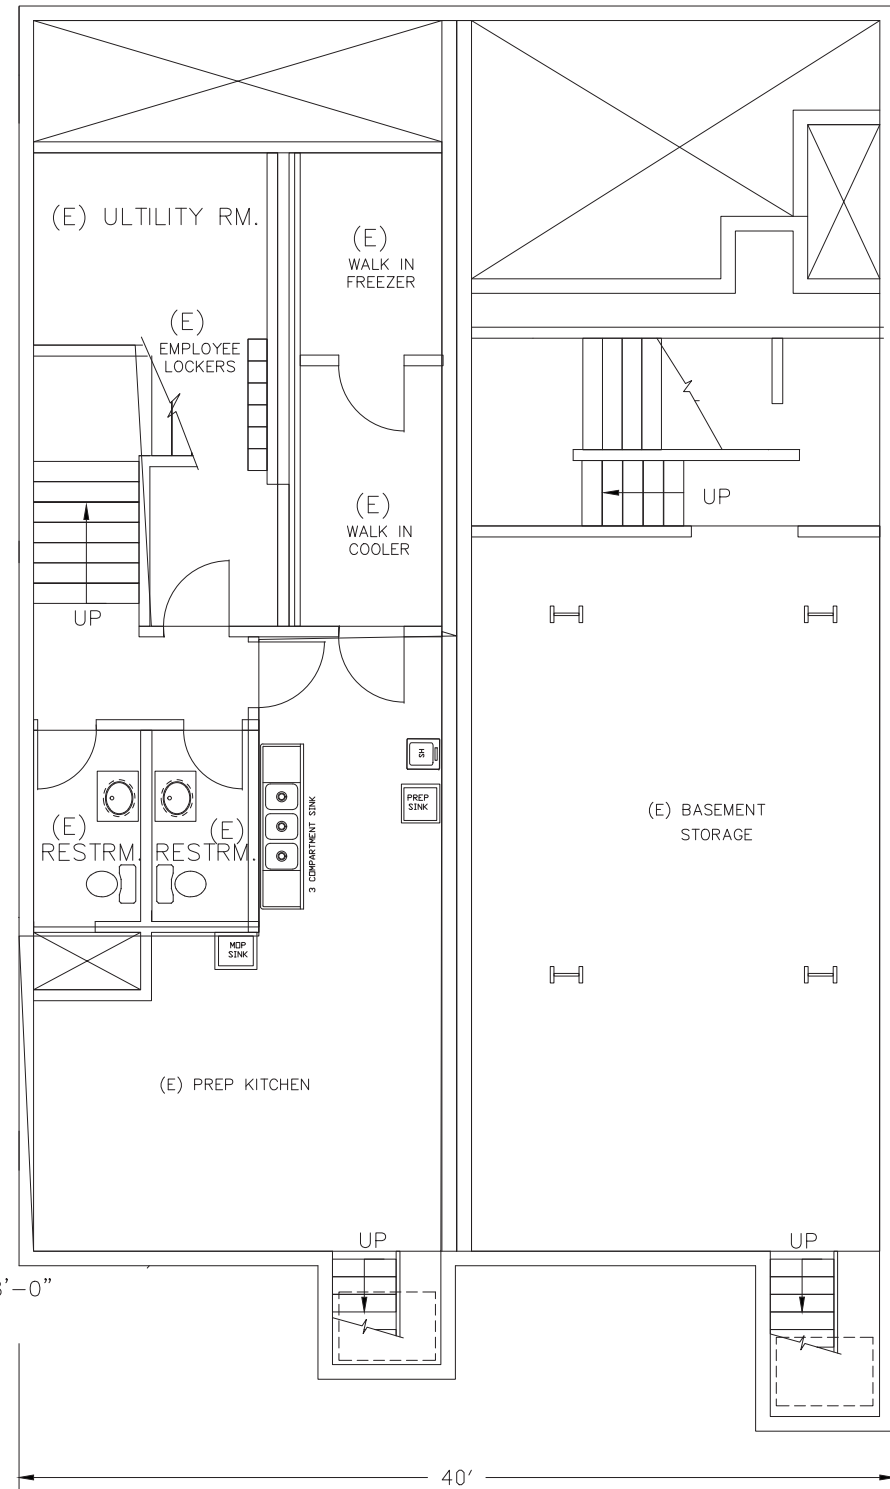 (E) ULTILITY RM.
(E)
WALK IN
FREEZER
(E)
EMPLOYEE
LOCKERS
(E)
WALK IN
COOLER
UP
UP
SH
PREP
SINK
3 COMPARTMENT SINK
(E)
RESTRM.
(E)
RESTRM.
(E) BASEMENT
STORAGE
MOP
SINK
(E) PREP KITCHEN
UP
UP
'-0"
40'